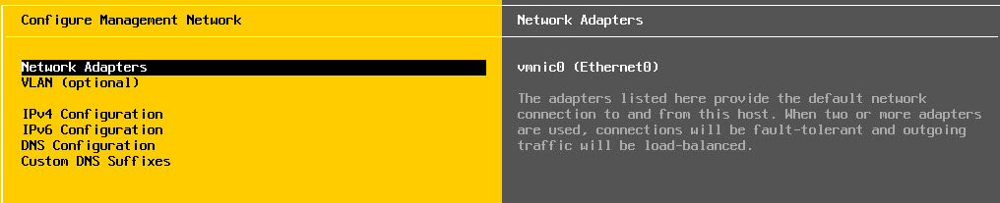 Configure Management Network
Network Adapters
VLAN (optional)
IPv4 Configuration
IPv6 Configuration
DNS Configuration
Custom DNS Suffixes
Network Adapters
vmnic0 (Ethernet0)
The adapters listed here provide the default network
connection to and from this host. When two or more adapters
are used, connections will be fault-tolerant and outgoing
traffic will be load-balanced.